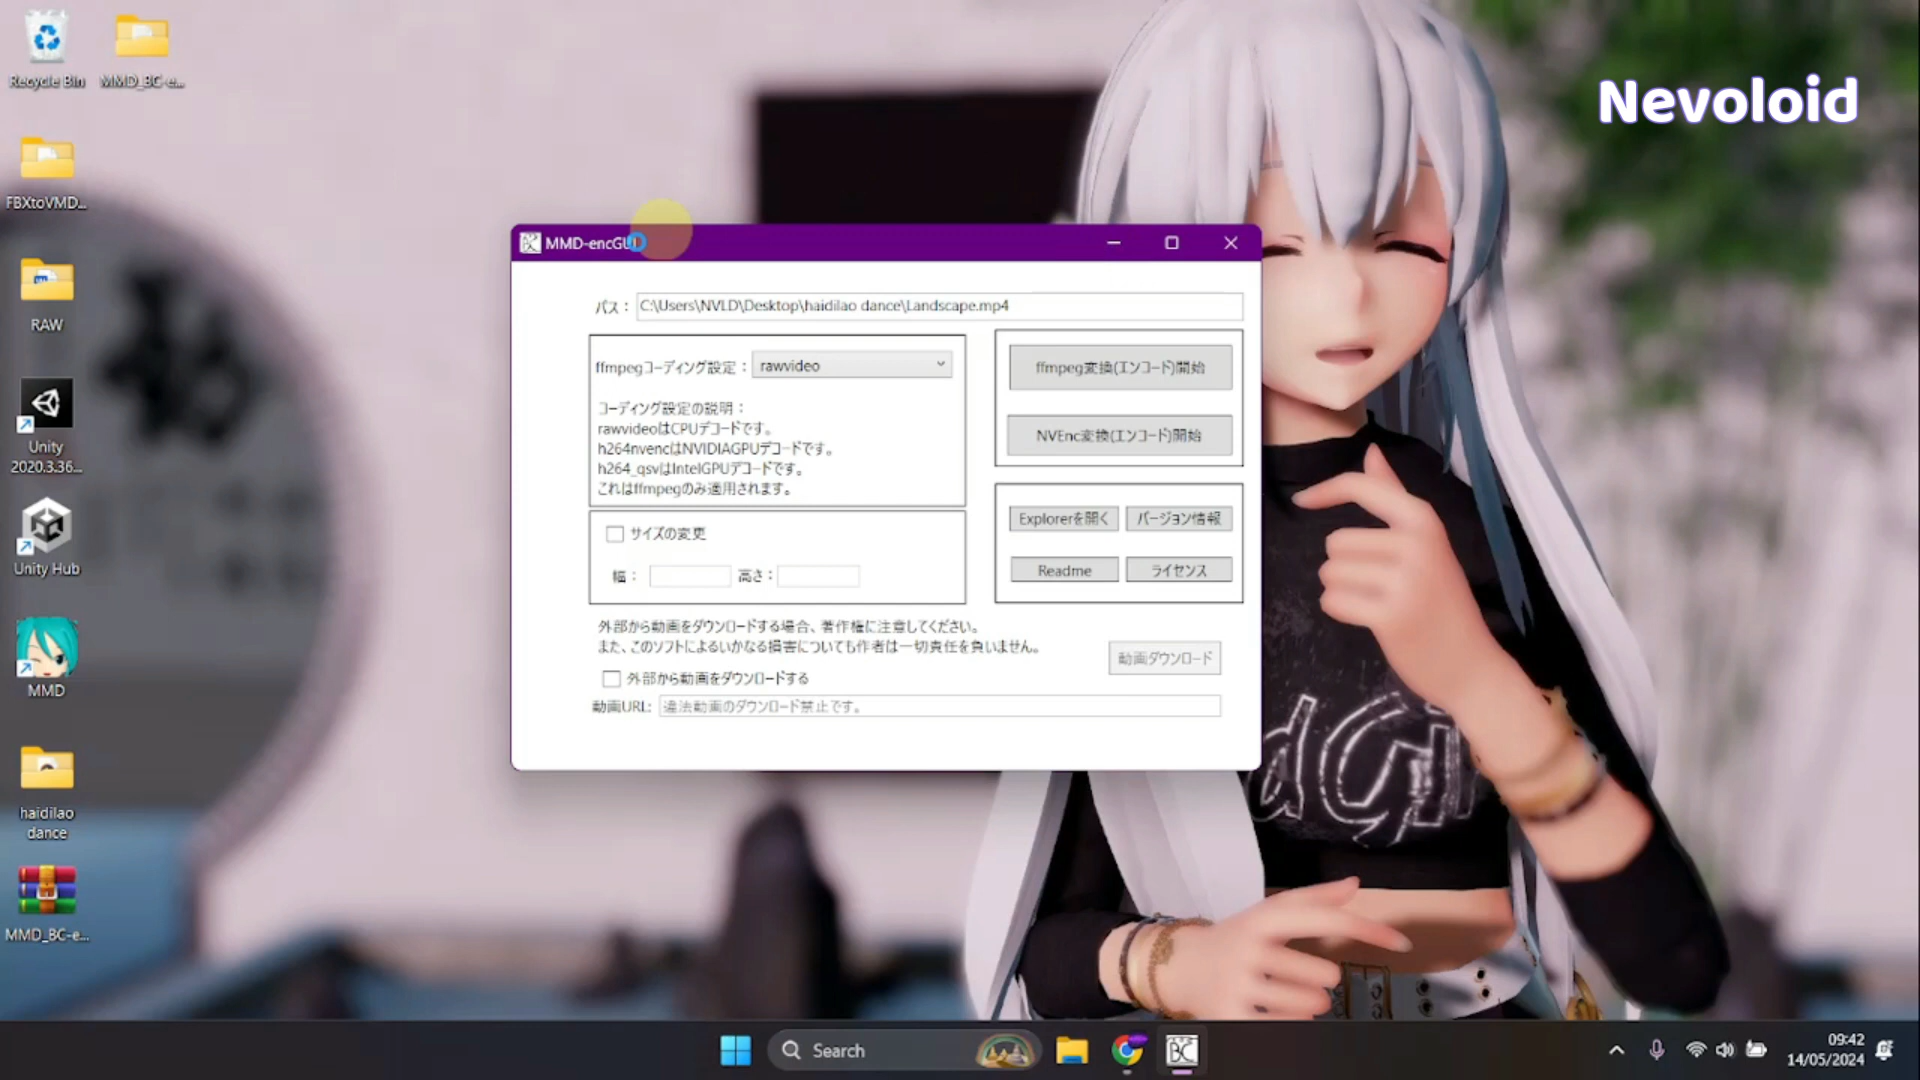 Recycle Bin
MMD_BC-e...
Nevoloid
FBXtoVMD...
RAW
Unity
2020.3.36...
Unity Hub
MMD
haidilao
dance
MMD_BC-e...
MMD-encGUI
パス：
C:\Users\NVLD\Desktop\haidilao dance\Landscape.mp4
ffmpegコーディング設定：
rawvideo
コーディング設定の説明：
rawvideoはCPUデコードです。
h264nvencはNVIDIAGPUデコードです。
h264_qsvはIntelGPUデコードです。
これはffmpegのみ適用されます。
サイズの変更
幅：
高さ：
ffmpeg変換(エンコード)開始
NVEnc変換(エンコード)開始
Explorerを開く
バージョン情報
Readme
ライセンス
外部から動画をダウンロードする場合、著作権に注意してください。
また、このソフトによるいかなる損害についても作者は一切責任を負いません。
動画ダウンロード
外部から動画をダウンロードする
動画URL:
違法動画のダウンロード禁止です。
Search
BC
09:42
14/05/2024